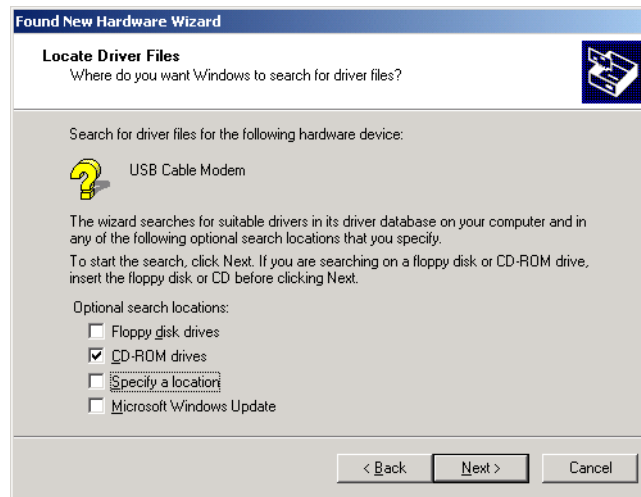 Found New Hardware Wizard
Locate Driver Files
Where do you want Windows to search for driver files?
Search for driver files for the following hardware device:
USB Cable Modem
The wizard searches for suitable drivers in its driver database on your computer and in
any of the following optional search locations that you specify.
To start the search, click Next. If you are searching on a floppy disk or CD-ROM drive,
insert the floppy disk or CD before clicking Next.
Optional search locations:
Floppy disk drives
CD-ROM drives
Specify a location
Microsoft Windows Update
< Back Next > Cancel